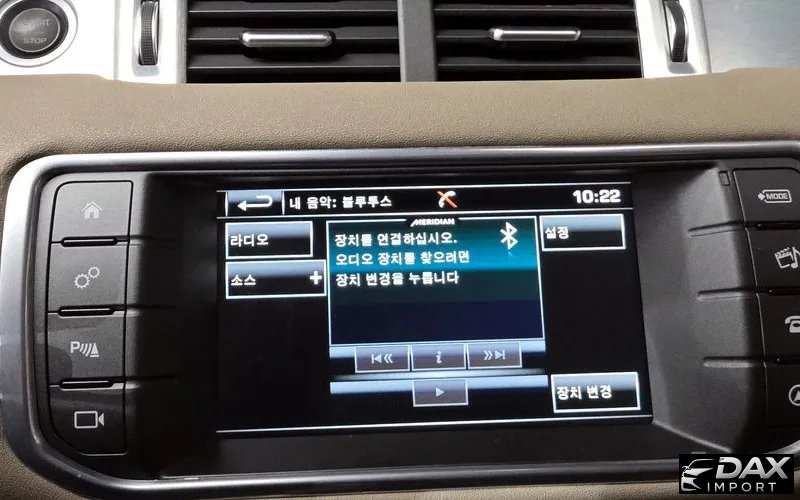 START
STOP
내 음악: 블루투스
10:22
MERIDIAN
라디오
장치를 연결하십시오.
설정
오디오 장치를 찾으려면
소스 +
장치 변경을 누릅니다
i
장치 변경
MODE
P
DAX
IMPORT